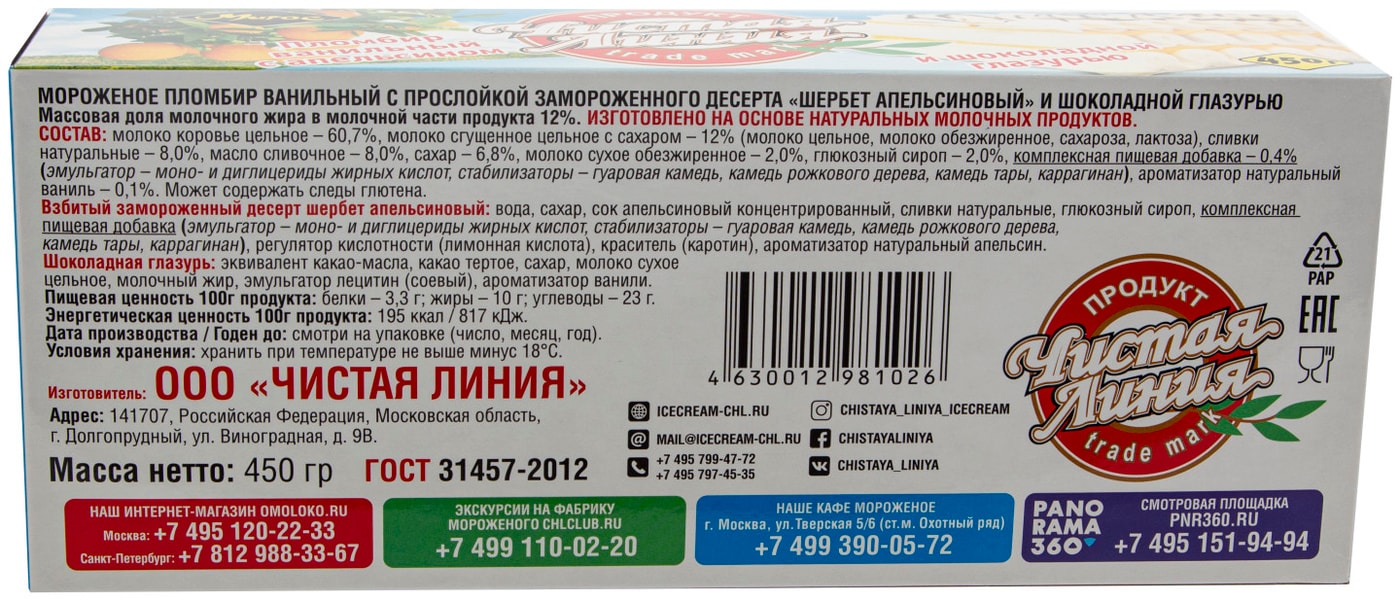 Пломбир
ванильный
с апельсином
ПРОДУКТ
Чистая
Линия
trade mark
и шоколадной
глазурью
450 г.
МОРОЖЕНОЕ ПЛОМБИР ВАНИЛЬНЫЙ С ПРОСЛОЙКОЙ ЗАМОРОЖЕННОГО ДЕСЕРТА «ШЕРБЕТ АПЕЛЬСИНОВЫЙ» И ШОКОЛАДНОЙ ГЛАЗУРЬЮ
Массовая доля молочного жира в молочной части продукта 12%. ИЗГОТОВЛЕНО НА ОСНОВЕ НАТУРАЛЬНЫХ МОЛОЧНЫХ ПРОДУКТОВ.
СОСТАВ: молоко коровье цельное – 60,7%, молоко сгущенное цельное с сахаром – 12% (молоко цельное, молоко обезжиренное, сахароза, лактоза), сливки
натуральные – 8,0%, масло сливочное – 8,0%, сахар – 6,8%, молоко сухое обезжиренное – 2,0%, глюкозный сироп – 2,0%, комплексная пищевая добавка – 0,4%
(эмульгатор – моно- и диглицериды жирных кислот, стабилизаторы – гуаровая камедь, камедь рожкового дерева, камедь тары, каррагинан), ароматизатор натуральный
ваниль – 0,1%. Может содержать следы глютена.
Взбитый замороженный десерт шербет апельсиновый: вода, сахар, сок апельсиновый концентрированный, сливки натуральные, глюкозный сироп, комплексная
пищевая добавка (эмульгатор – моно- и диглицериды жирных кислот, стабилизаторы – гуаровая камедь, камедь рожкового дерева,
камедь тары, каррагинан), регулятор кислотности (лимонная кислота), краситель (каротин), ароматизатор натуральный апельсин.
Шоколадная глазурь: эквивалент какао-масла, какао тертое, сахар, молоко сухое
цельное, молочный жир, эмульгатор лецитин (соевый), ароматизатор ванили.
Пищевая ценность 100г продукта: белки – 3,3 г; жиры – 10 г; углеводы – 23 г.
Энергетическая ценность 100г продукта: 195 ккал / 817 кДж.
Дата производства / Годен до: смотри на упаковке (число, месяц, год).
Условия хранения: хранить при температуре не выше минус 18°С.
Изготовитель: ООО «ЧИСТАЯ ЛИНИЯ»
Адрес: 141707, Российская Федерация, Московская область,
г. Долгопрудный, ул. Виноградная, д. 9В.
Масса нетто: 450 гр ГОСТ 31457-2012
4 630012 981026
ICECREAM-CHL.RU
MAIL@ICECREAM-CHL.RU
+7 495 799-47-72
+7 495 797-45-35
CHISTAYA_LINIYA_ICECREAM
CHISTAYALINIYA
CHISTAYA_LINIYA
ПРОДУКТ
Чистая
Линия
trade mark
21
PAP
EAC
НАШ ИНТЕРНЕТ-МАГАЗИН OMOLOKO.RU
Москва: +7 495 120-22-33
Санкт-Петербург: +7 812 988-33-67
ЭКСКУРСИИ НА ФАБРИКУ
МОРОЖЕНОГО CHLCLUB.RU
+7 499 110-02-20
НАШЕ КАФЕ МОРОЖЕНОЕ
г. Москва, ул.Тверская 5/6 (ст.м. Охотный ряд)
+7 499 390-05-72
PANO
RAMA
360
СМОТРОВАЯ ПЛОЩАДКА
PNR360.RU
+7 495 151-94-94